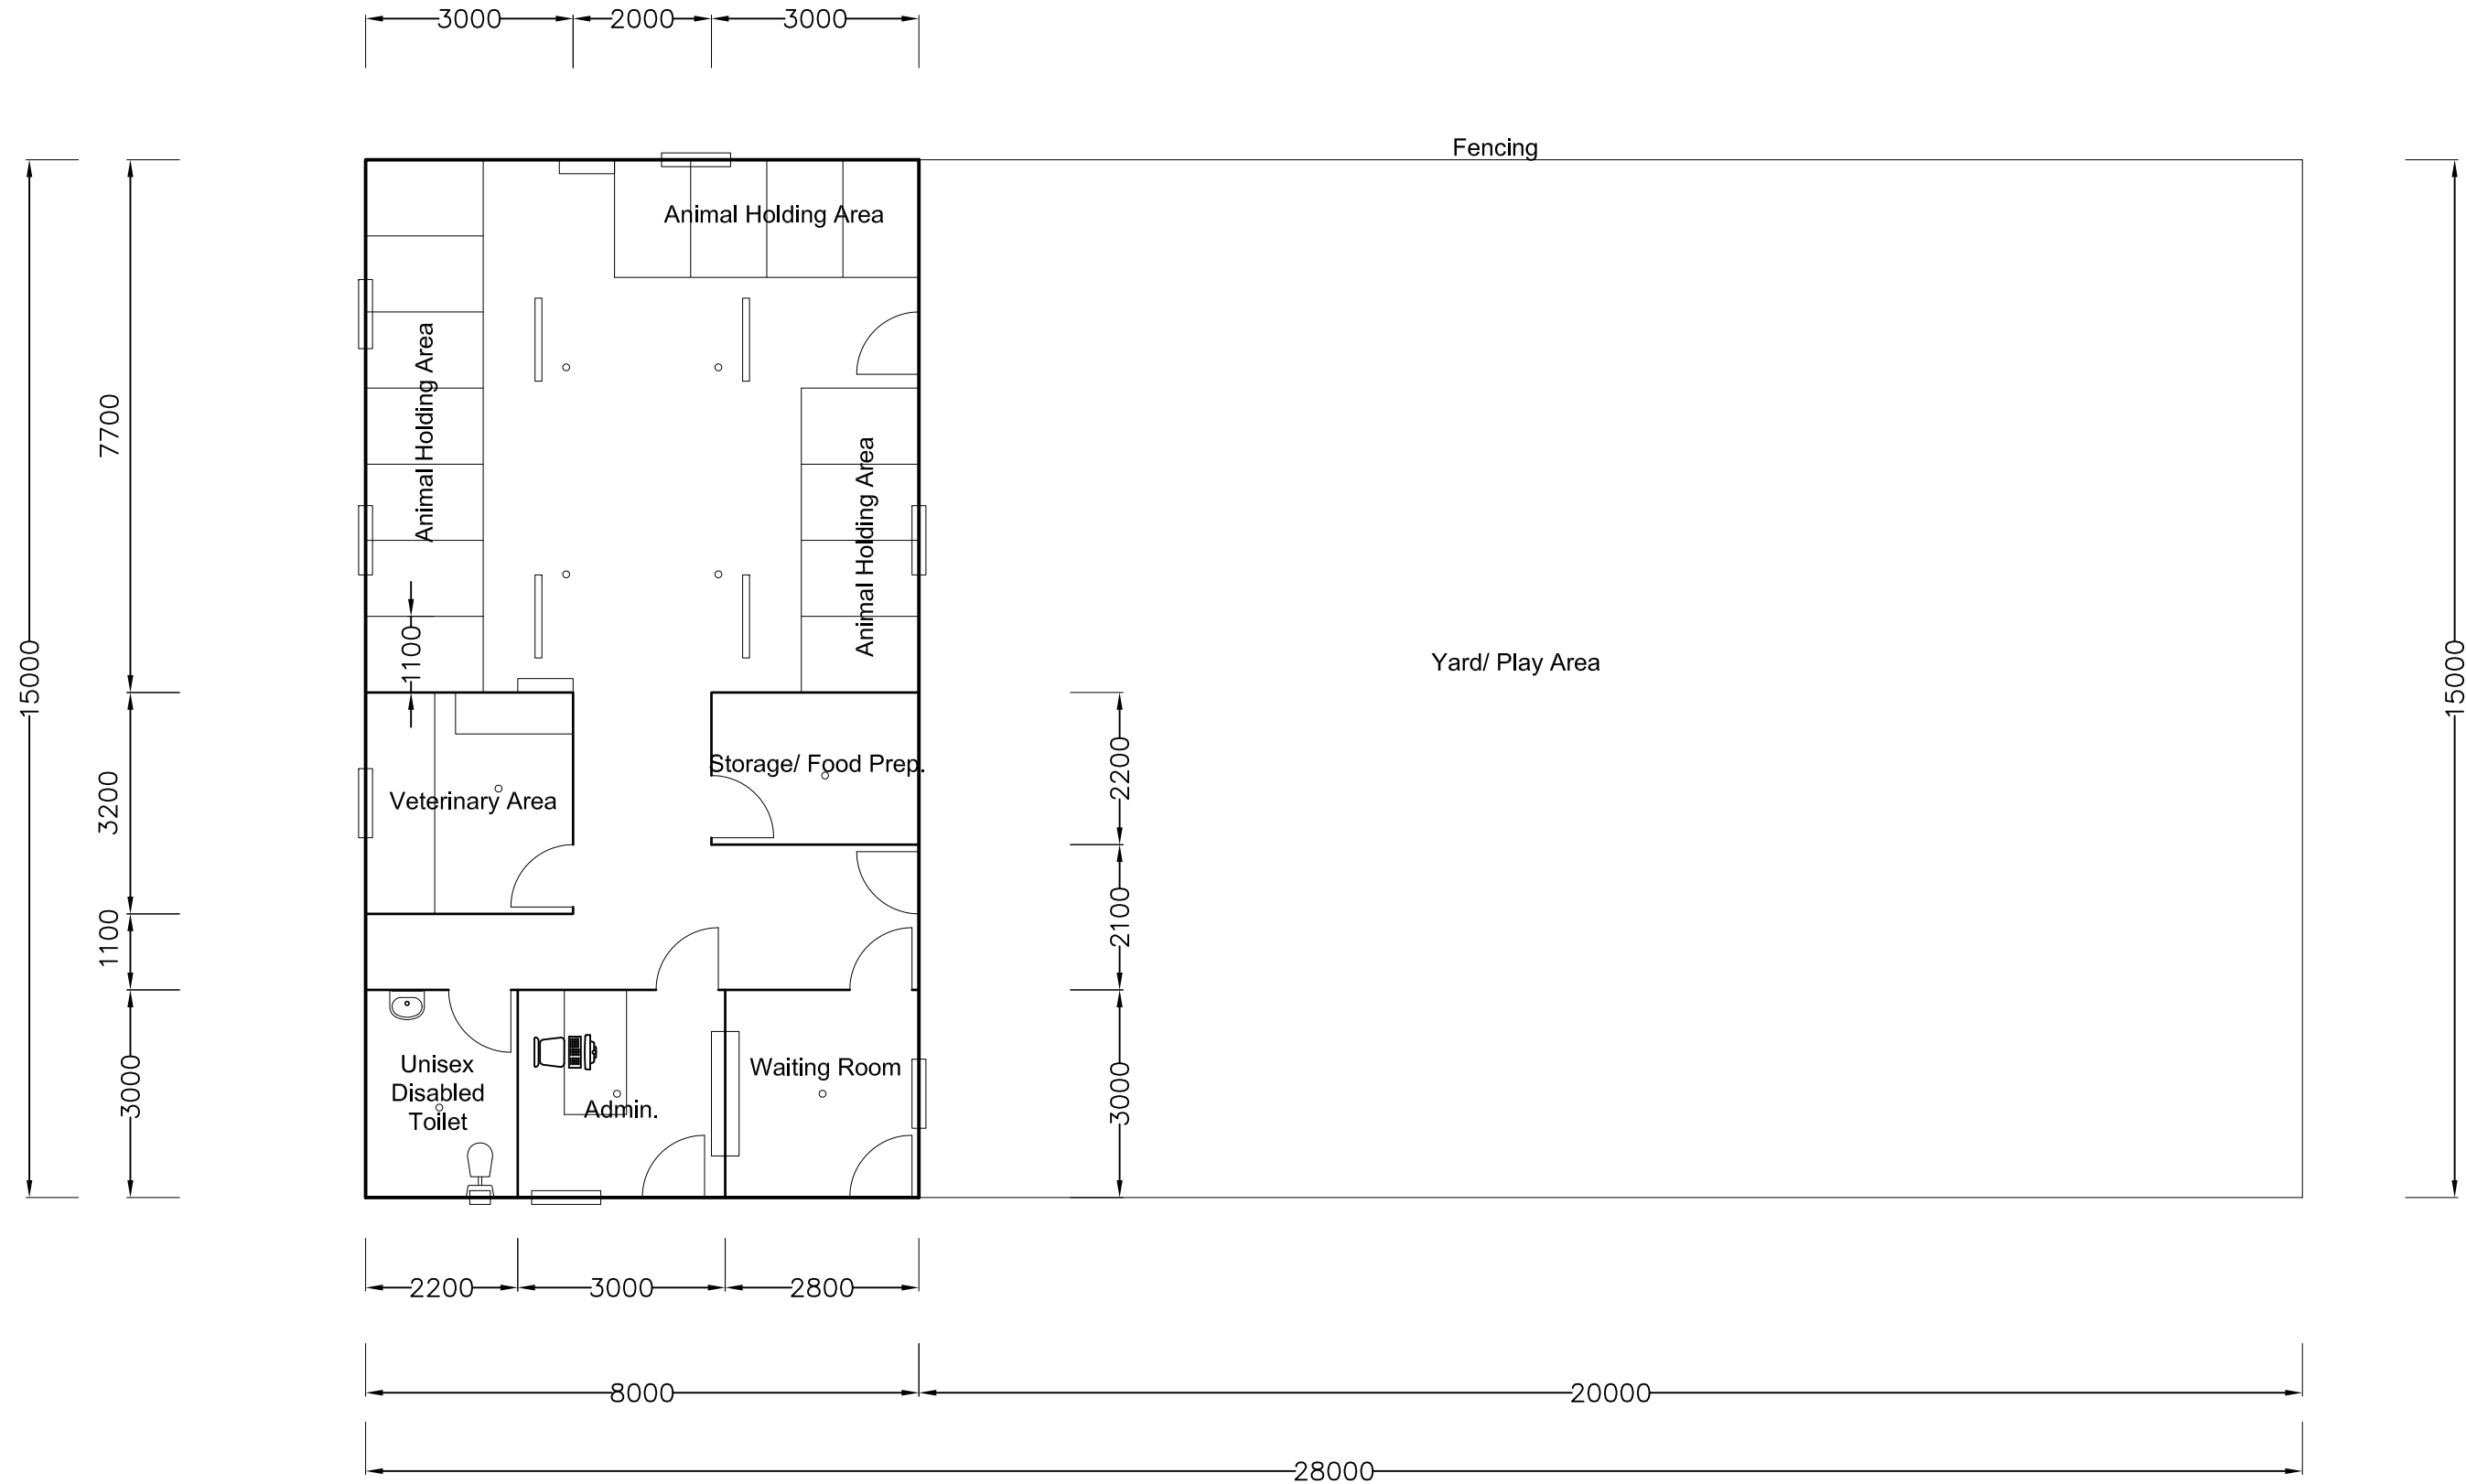 3000
2000
3000
Fencing
Animal Holding Area
Animal Holding Area
7700
Animal Holding Area
1100
15000
Yard/ Play Area
15000
Storage/ Food Prep.
2200
Veterinary Area
3200
2100
1100
Unisex
Disabled
Toilet
Waiting Room
Admin.
3000
3000
2200
3000
2800
8000
20000
28000